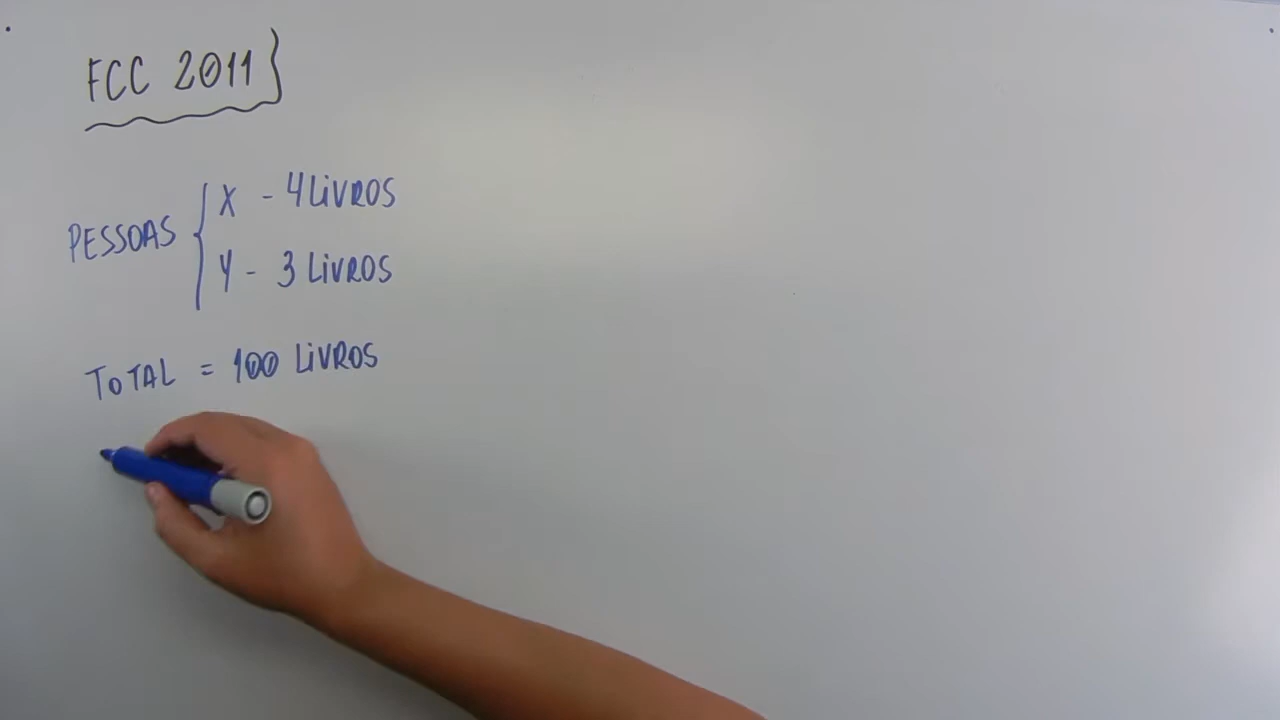 FCC 2011
PESSOAS
X - 4 LiVROS
Y - 3 LiVROS
ToTAL = 100 LiVROS